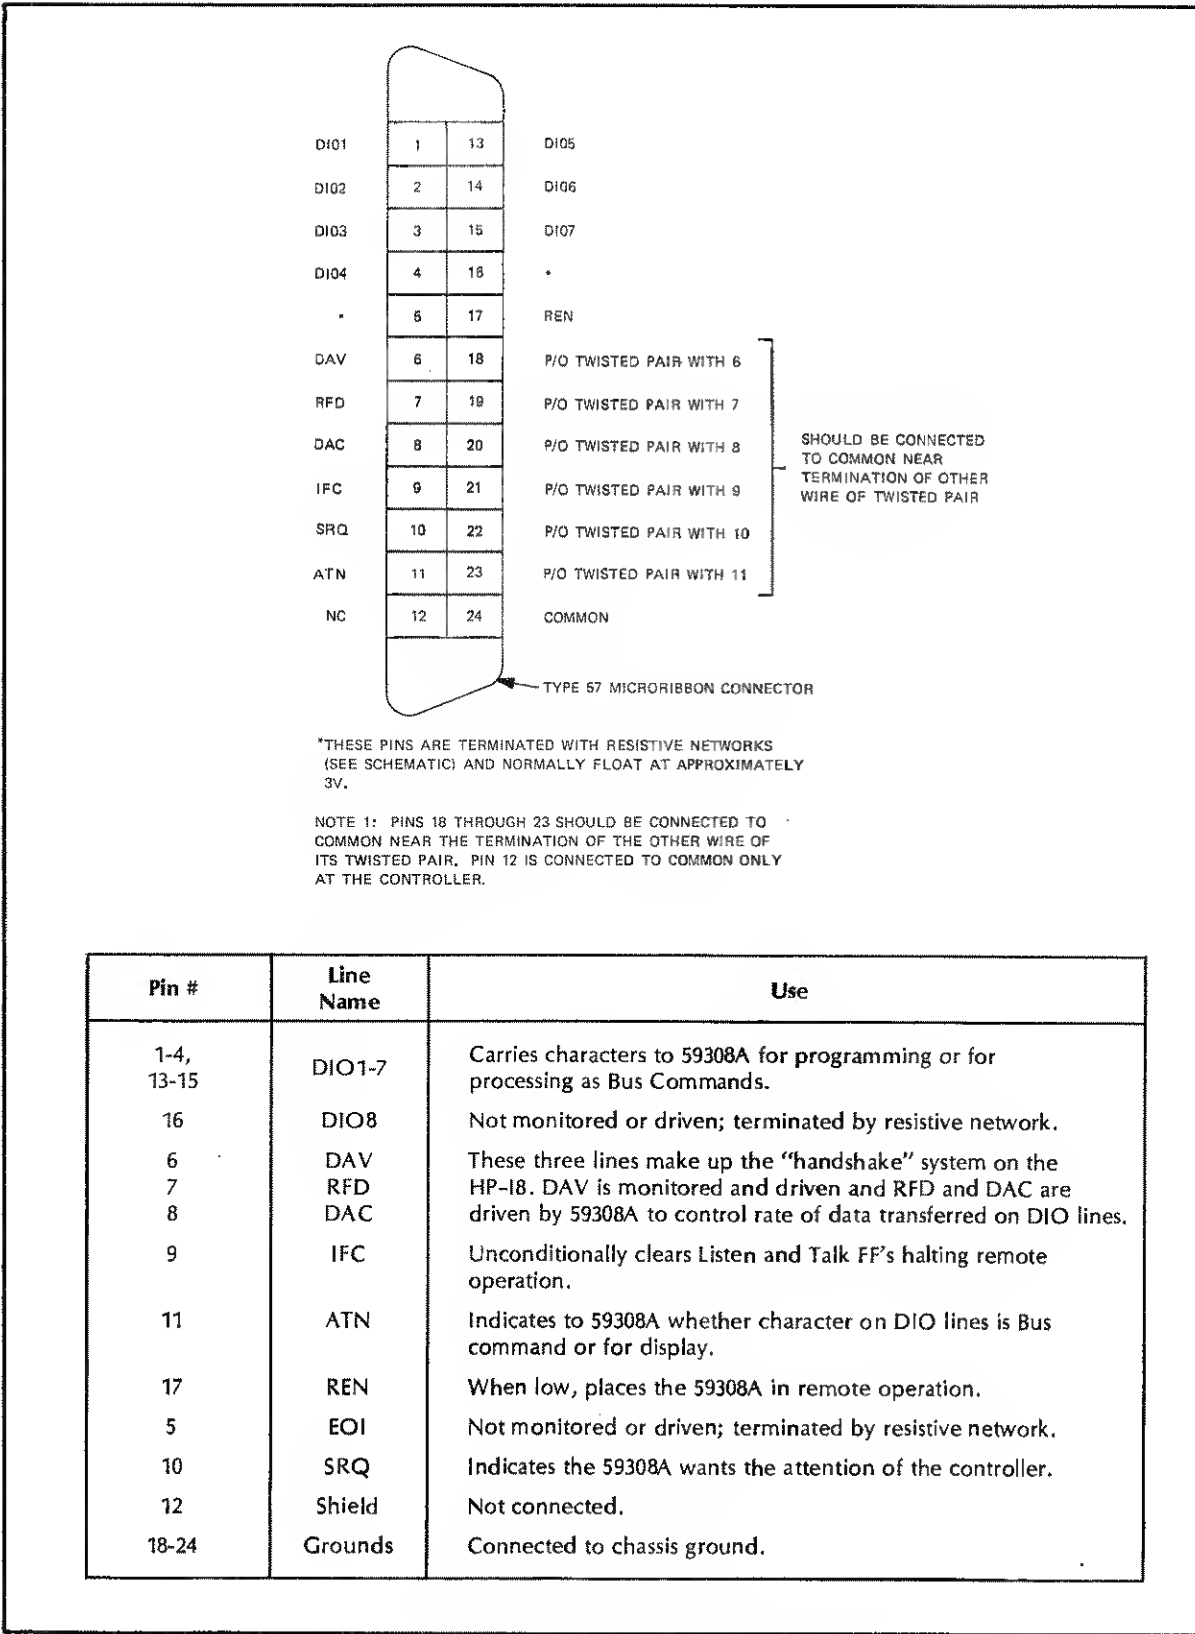 DIO1 1 13 DIO5
DIO2 2 14 DIO6
DIO3 3 15 DIO7
DIO4 4 16 *
* 5 17 REN
DAV 6 18 P/O TWISTED PAIR WITH 6
RFD 7 19 P/O TWISTED PAIR WITH 7
DAC 8 20 P/O TWISTED PAIR WITH 8
IFC 9 21 P/O TWISTED PAIR WITH 9
SRQ 10 22 P/O TWISTED PAIR WITH 10
ATN 11 23 P/O TWISTED PAIR WITH 11
NC 12 24 COMMON
SHOULD BE CONNECTED
TO COMMON NEAR
TERMINATION OF OTHER
WIRE OF TWISTED PAIR
TYPE 57 MICRORIBBON CONNECTOR
*THESE PINS ARE TERMINATED WITH RESISTIVE NETWORKS
(SEE SCHEMATIC) AND NORMALLY FLOAT AT APPROXIMATELY
3V.
NOTE 1: PINS 18 THROUGH 23 SHOULD BE CONNECTED TO
COMMON NEAR THE TERMINATION OF THE OTHER WIRE OF
ITS TWISTED PAIR. PIN 12 IS CONNECTED TO COMMON ONLY
AT THE CONTROLLER.
Pin # Line Name Use
1-4, 13-15 DIO1-7 Carries characters to 59308A for programming or for
processing as Bus Commands.
16 DIO8 Not monitored or driven; terminated by resistive network.
6 DAV These three lines make up the "handshake" system on the
7 RFD HP-I8. DAV is monitored and driven and RFD and DAC are
8 DAC driven by 59308A to control rate of data transferred on DIO lines.
9 IFC Unconditionally clears Listen and Talk FF's halting remote
operation.
11 ATN Indicates to 59308A whether character on DIO lines is Bus
command or for display.
17 REN When low, places the 59308A in remote operation.
5 EOI Not monitored or driven; terminated by resistive network.
10 SRQ Indicates the 59308A wants the attention of the controller.
12 Shield Not connected.
18-24 Grounds Connected to chassis ground.